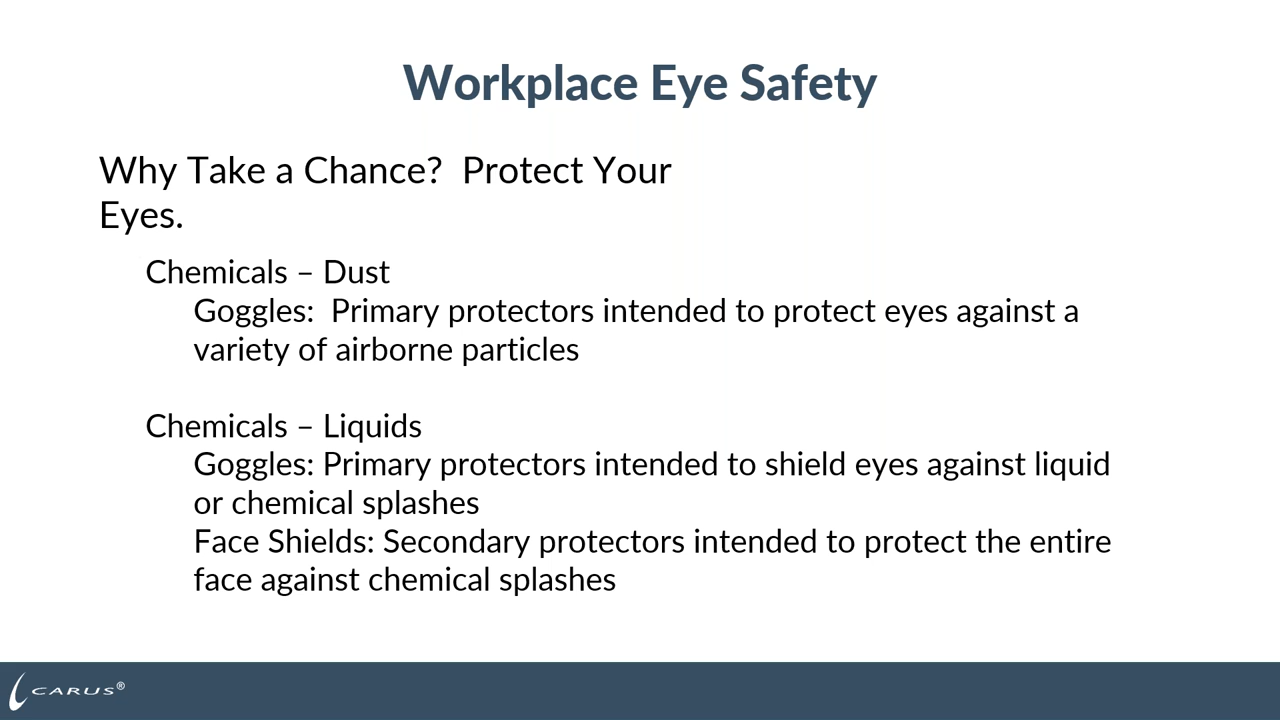 Workplace Eye Safety
Why Take a Chance?  Protect Your
Eyes.
Chemicals – Dust
Goggles:  Primary protectors intended to protect eyes against a
variety of airborne particles
Chemicals – Liquids
Goggles: Primary protectors intended to shield eyes against liquid
or chemical splashes
Face Shields: Secondary protectors intended to protect the entire
face against chemical splashes
CARUS®